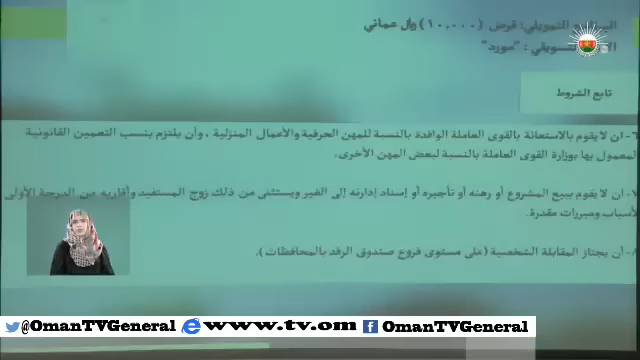 التمويلي: قرض (١٠,٠٠٠) ريال عماني
"مورد"
تابع الشروط
٦- ان لا يقوم بالاستعانة بالقوى العاملة الوافدة بالنسبة للمهن الحرفية والأعمال المنزلية ، وأن يلتزم بنسب التعمين القانونية
المعمول بها بوزارة القوى العاملة بالنسبة لبعض المهن الأخرى.
٧- ان لا يقوم ببيع المشروع أو رهنه أو تأجيره أو إسناد إدارته إلى الغير ويستثنى من ذلك زوج المستفيد وأقاربه من الدرجة الأولى
لأسباب ومبررات مقدرة.
٨- أن يجتاز المقابلة الشخصية (على مستوى فروع صندوق الرفد بالمحافظات ).
@OmanTVGeneral www.tv.om OmanTVGeneral